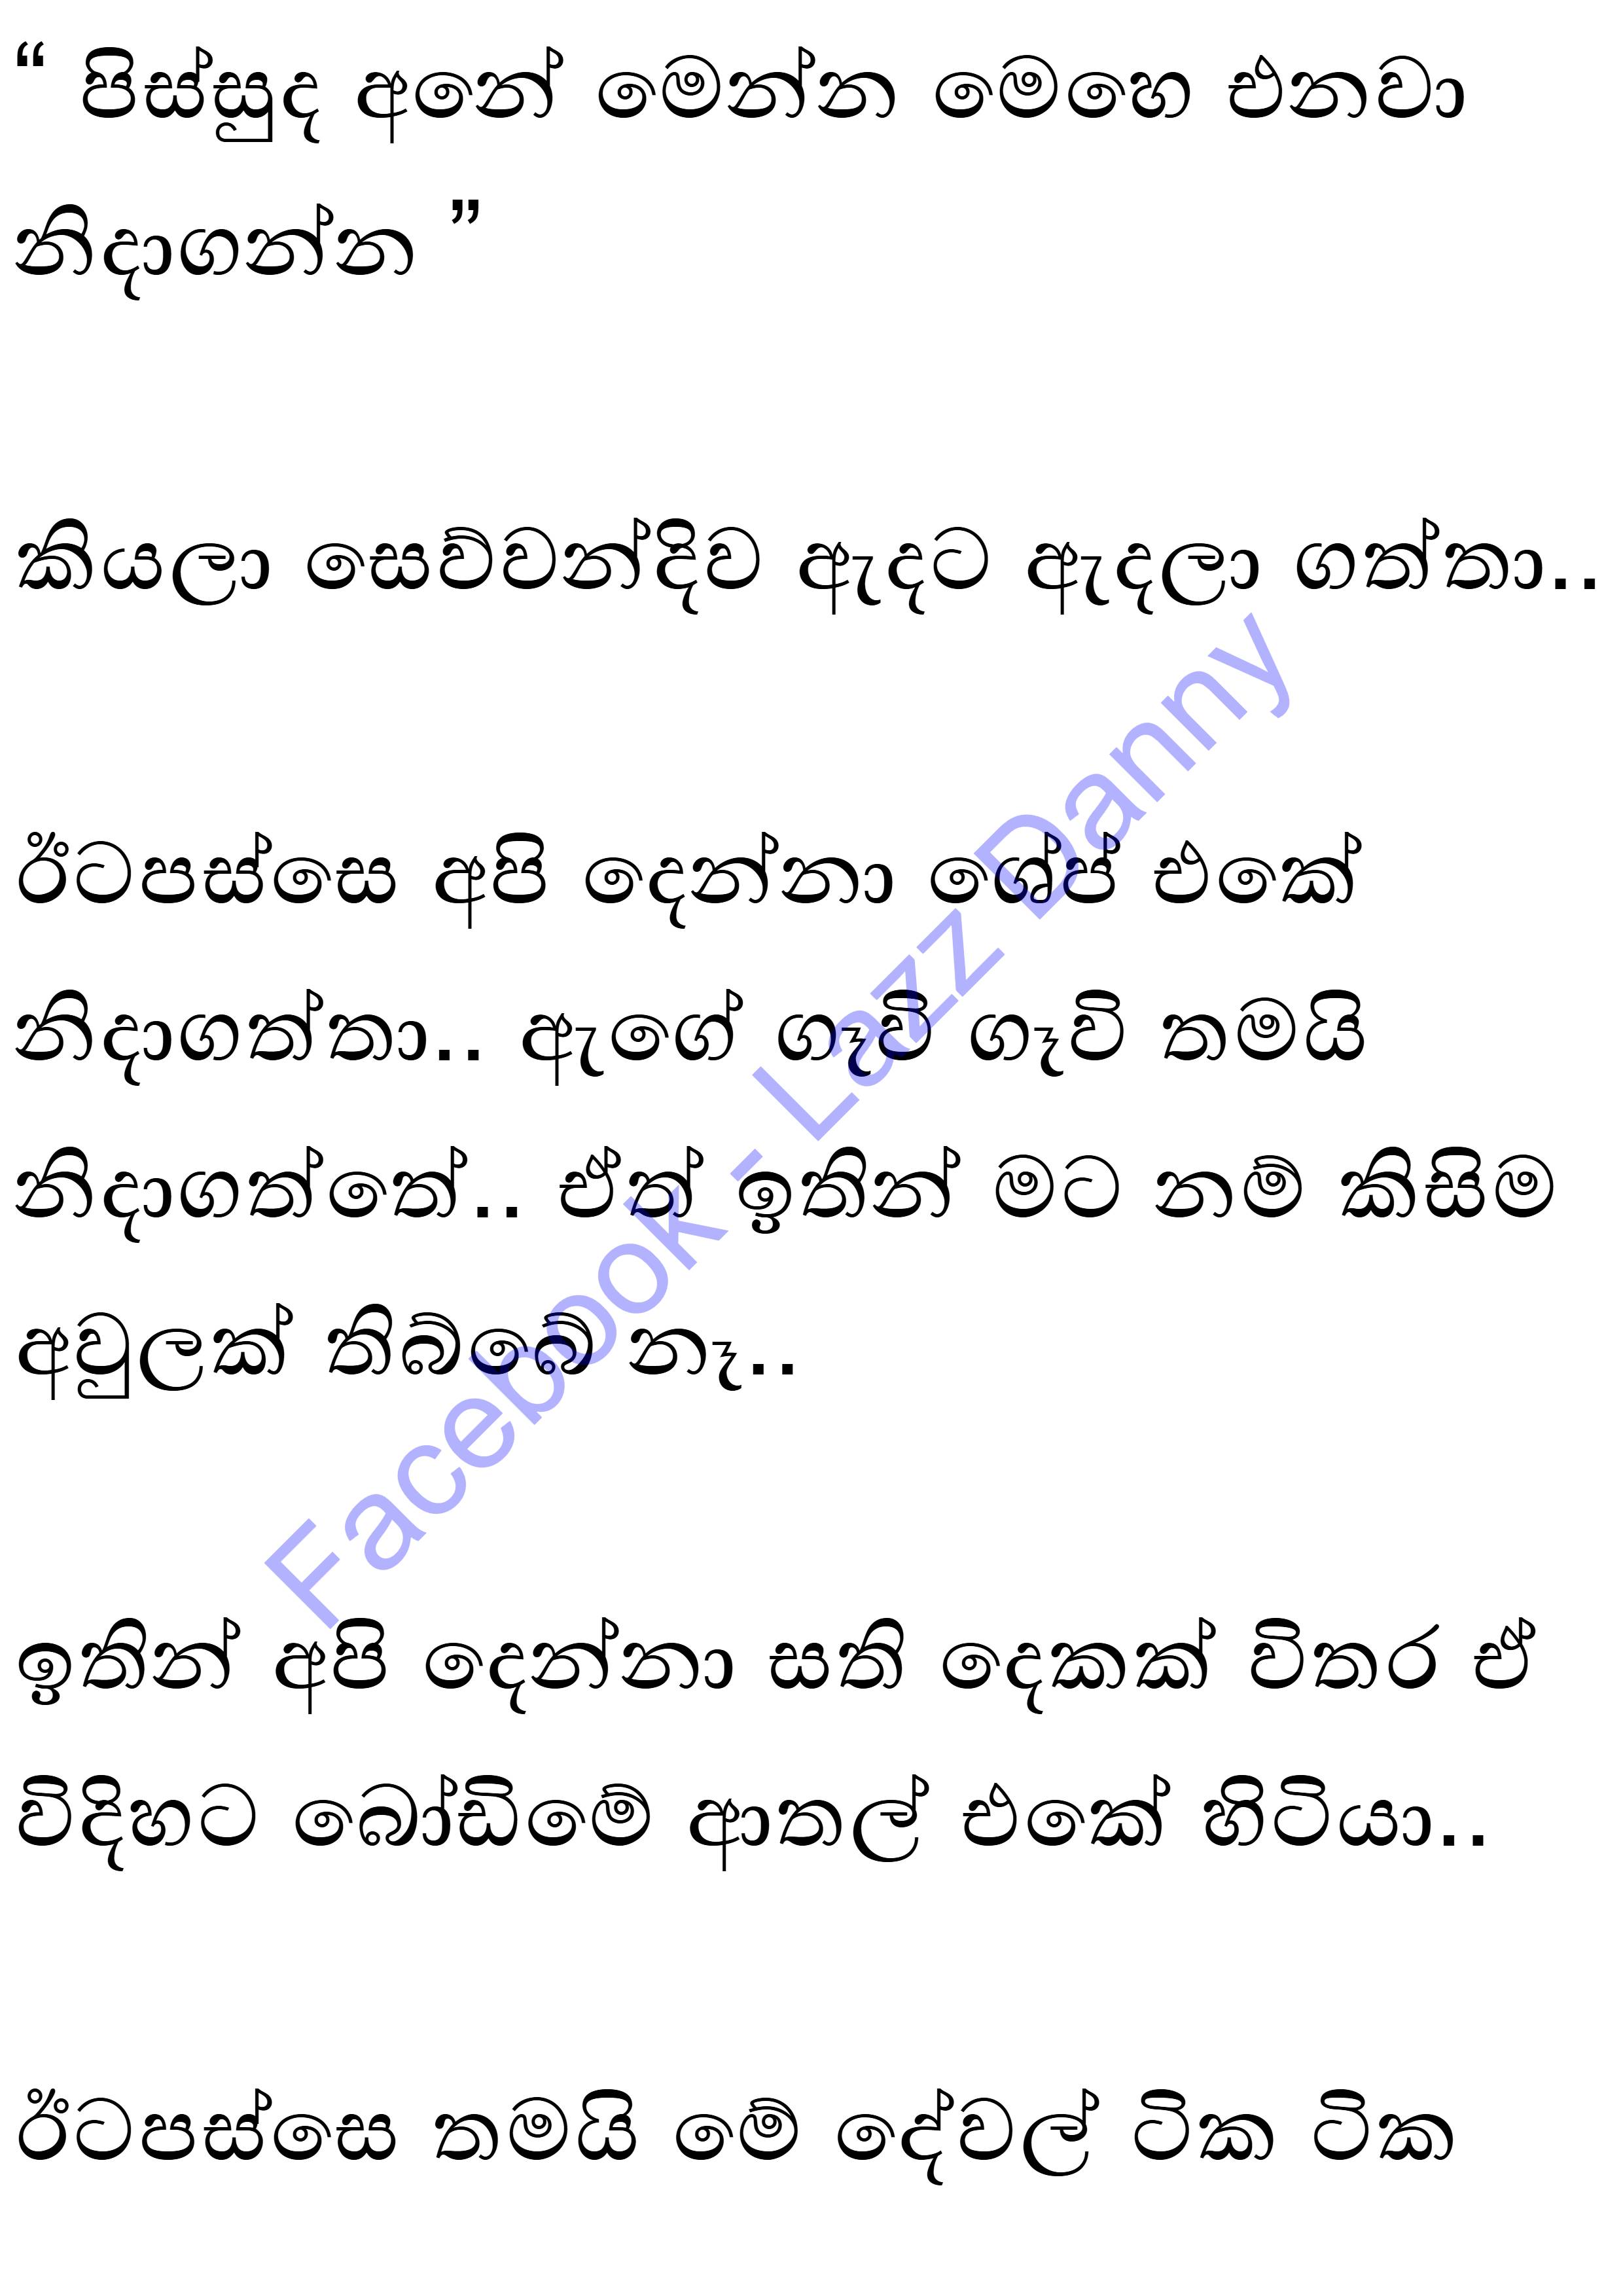 “ පිස්සුද අනේ මෙන්න මෙහෙ එනවා
නිදාගන්න ”
කියලා සෙව්වන්දිව ඇදට ඇදලා ගත්තා..
ඊටපස්සෙ අපි දෙන්නා ශේප් එකේ
නිදාගත්තා.. ඇගේ ගෑවී ගෑවී තමයි
නිදාගත්තේ.. ඒත් ඉතින් මට නම් කිසිම
අවුලක් තිබ්බේ නෑ..
ඉතින් අපි දෙන්නා සති දෙකක් විතර ඒ
විදිහට බෝඩිමේ ආතල් එකේ හිටියා..
ඊටපස්සෙ තමයි මේ දේවල් ටික ටික
Facebook - Lazz Danny